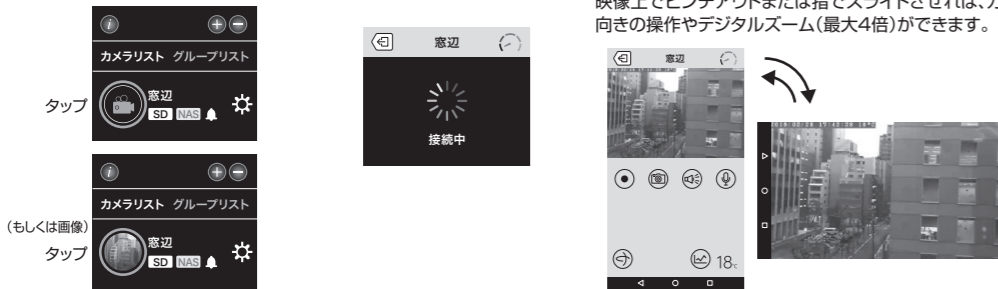 映像上でピンチアウトまたは指でスライドさせれば、カ
向きの操作やデジタルズーム(最大4倍)ができます。
カメラリスト グループリスト
タップ
窓辺
SD NAS
カメラリスト グループリスト
(もしくは画像)
タップ
窓辺
SD NAS
窓辺
接続中
窓辺
18℃